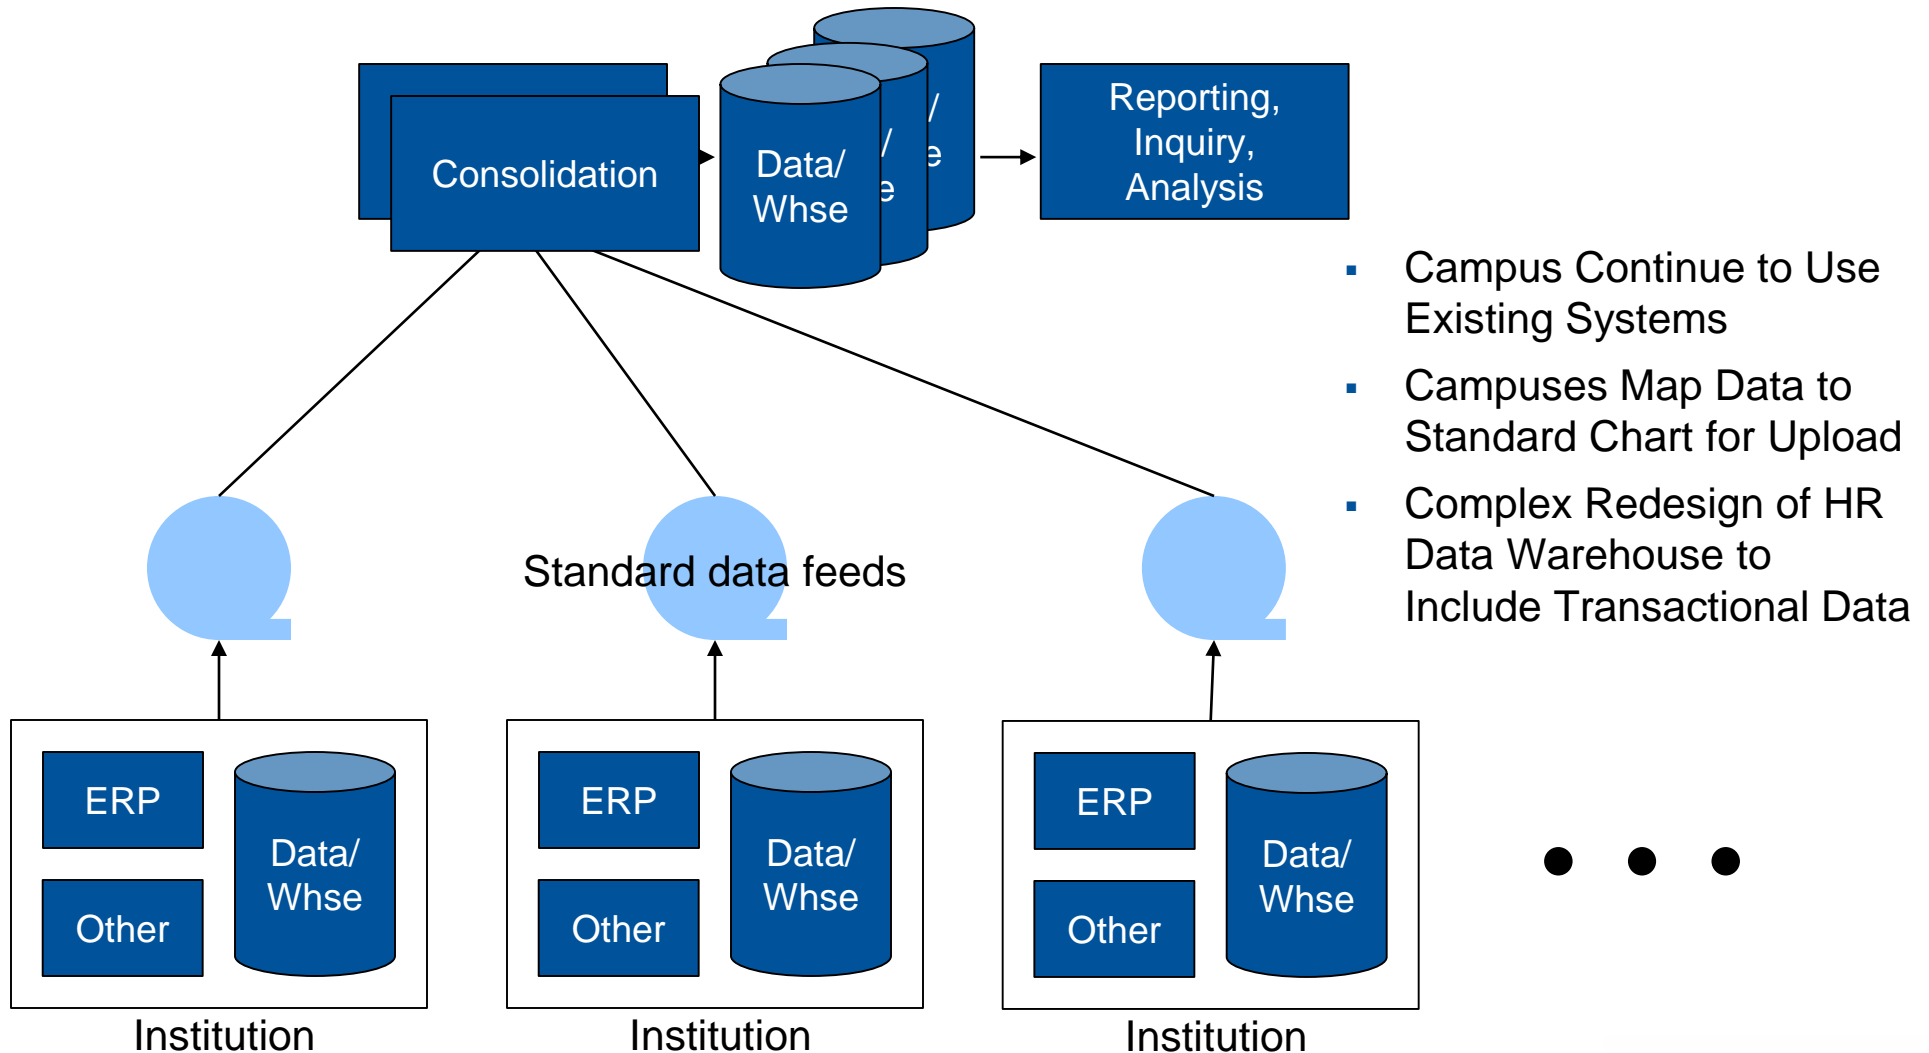 Consolidation
Data/
Whse
/
e
/
e
Reporting,
Inquiry,
Analysis
▪ Campus Continue to Use
Existing Systems
▪ Campuses Map Data to
Standard Chart for Upload
▪ Complex Redesign of HR
Data Warehouse to
Include Transactional Data
Standard data feeds
ERP
Other
Data/
Whse
Institution
ERP
Other
Data/
Whse
Institution
ERP
Other
Data/
Whse
Institution
• • •